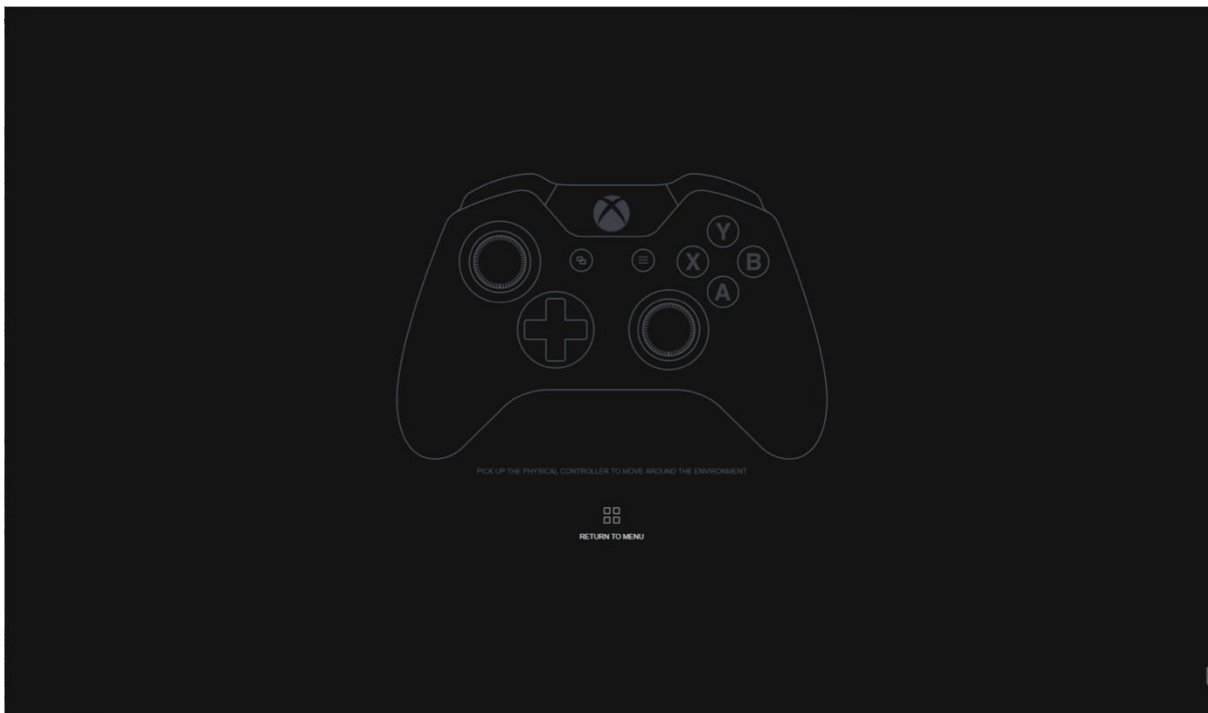 Y
X B
A
PICK UP THE PHYSICAL CONTROLLER TO MOVE AROUND THE ENVIRONMENT
RETURN TO MENU